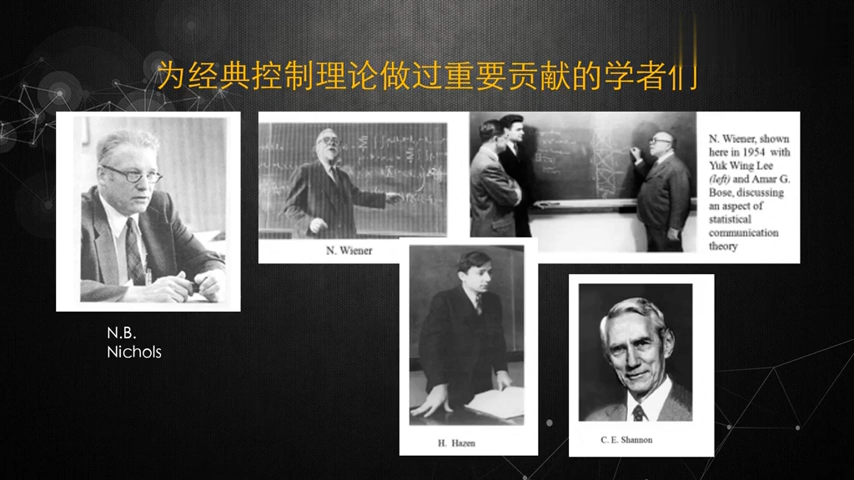 为经典控制理论做过重要贡献的学者们
N. Wiener, shown
here in 1954 with
Yuk Wing Lee
(left) and Amar G.
Bose, discussing
an aspect of
statistical
communication
theory
N. Wiener
N.B.
Nichols
H. Hazen
C. E. Shannon